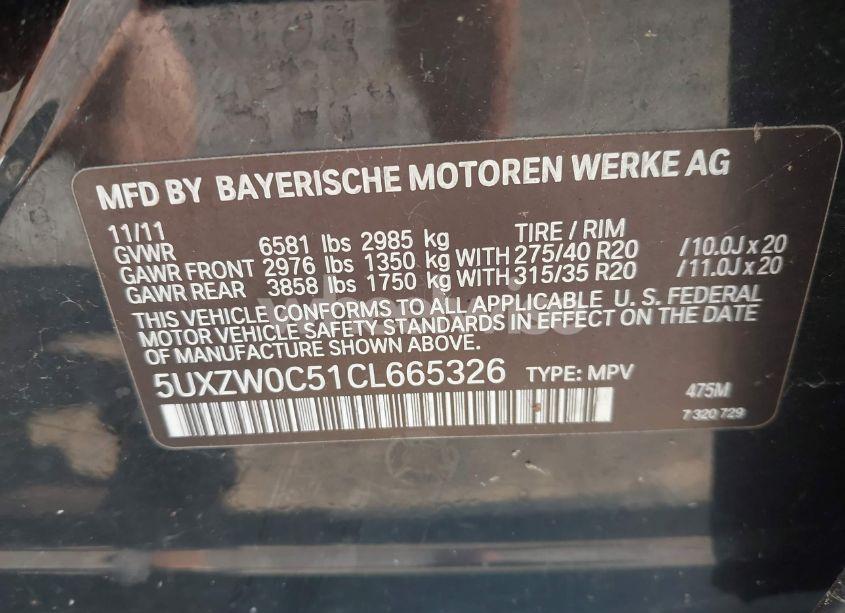 MFD BY BAYERISCHE MOTOREN WERKE AG
11/11 TIRE / RIM
GVWR 6581 lbs 2985 kg
GAWR FRONT 2976 lbs 1350 kg WITH 275/40 R20 /10.0J x 20
GAWR REAR 3858 lbs 1750 kg WITH 315/35 R20 /11.0J x 20
THIS VEHICLE CONFORMS TO ALL APPLICABLE U. S. FEDERAL
MOTOR VEHICLE SAFETY STANDARDS IN EFFECT ON THE DATE
OF MANUFACTURE SHOWN ABOVE.
5UXZW0C51CL665326 TYPE: MPV 475M
7 320 729